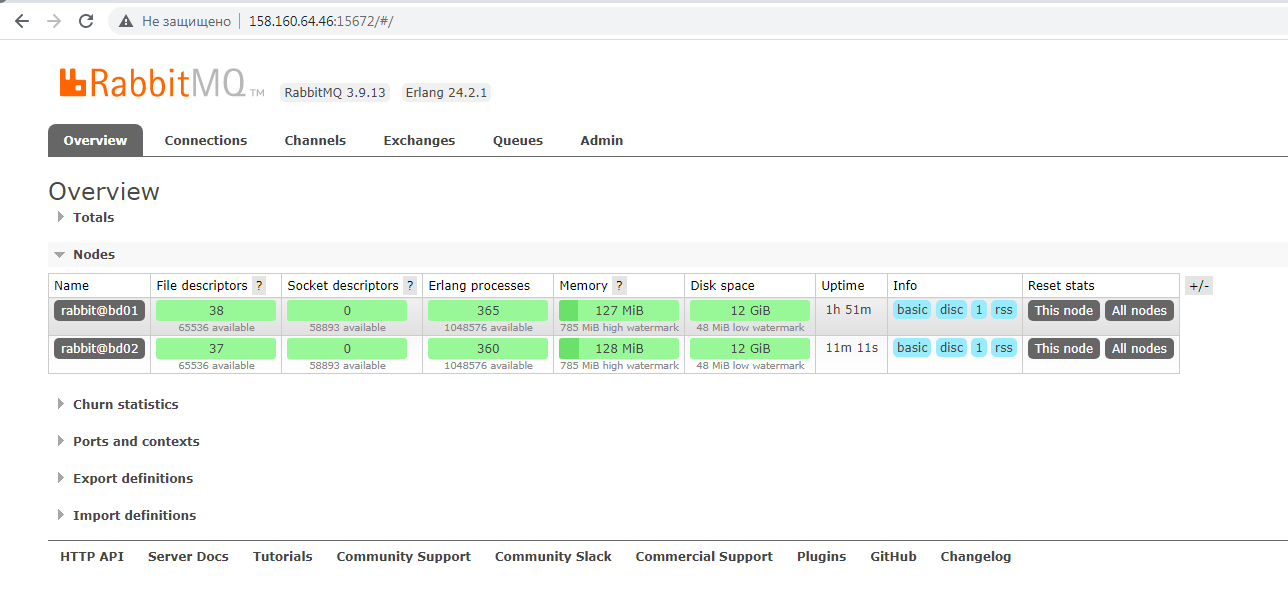 Не защищено 158.160.64.46:15672/#/
RabbitMQ TM RabbitMQ 3.9.13 Erlang 24.2.1
Overview Connections Channels Exchanges Queues Admin
Overview
Totals
Nodes
Name File descriptors ? Socket descriptors ? Erlang processes Memory ? Disk space Uptime Info Reset stats +/-
rabbit@bd01 38 0 365 127 MiB 12 GiB 1h 51m basic disc 1 rss This node All nodes
65536 available 58893 available 1048576 available 785 MiB high watermark 48 MiB low watermark
rabbit@bd02 37 0 360 128 MiB 12 GiB 11m 11s basic disc 1 rss This node All nodes
65536 available 58893 available 1048576 available 785 MiB high watermark 48 MiB low watermark
Churn statistics
Ports and contexts
Export definitions
Import definitions
HTTP API Server Docs Tutorials Community Support Community Slack Commercial Support Plugins GitHub Changelog